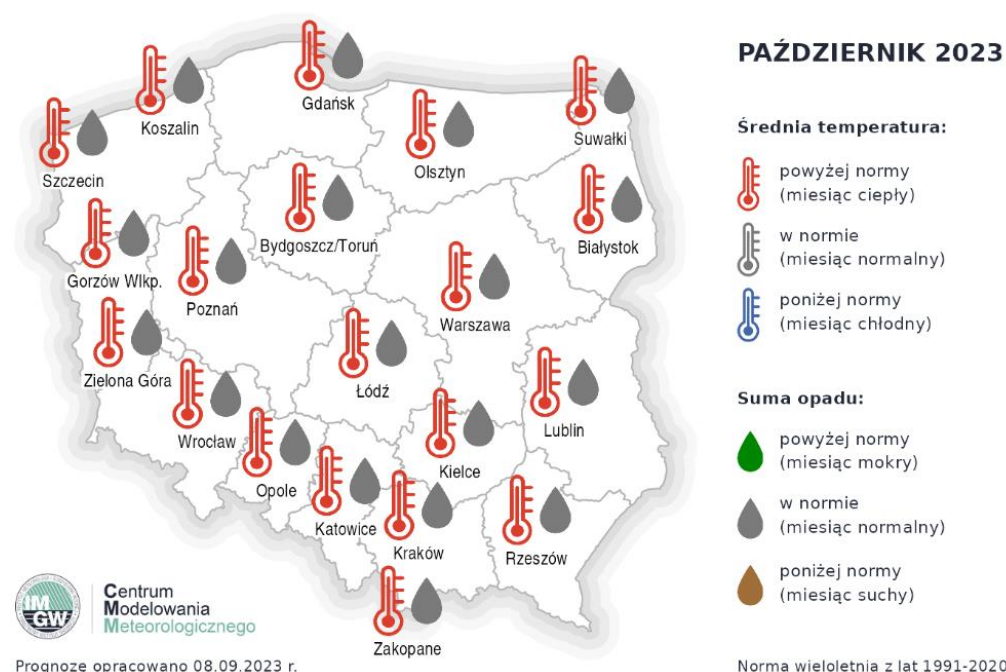 PAŹDZIERNIK 2023
Gdańsk
Koszalin
Suwałki
Olsztyn
Szczecin
Bydgoszcz/Toruń
Białystok
Gorzów Wlkp.
Poznań
Warszawa
Zielona Góra
Łódź
Wrocław
Lublin
Kielce
Opole
Katowice
Kraków
Rzeszów
Zakopane
Średnia temperatura:
powyżej normy
(miesiąc ciepły)
w normie
(miesiąc normalny)
poniżej normy
(miesiąc chłodny)
Suma opadu:
powyżej normy
(miesiąc mokry)
w normie
(miesiąc normalny)
poniżej normy
(miesiąc suchy)
IM
GW
Centrum
Modelowania
Meteorologicznego
Prognozę opracowano 08.09.2023 r.
Norma wieloletnia z lat 1991-2020